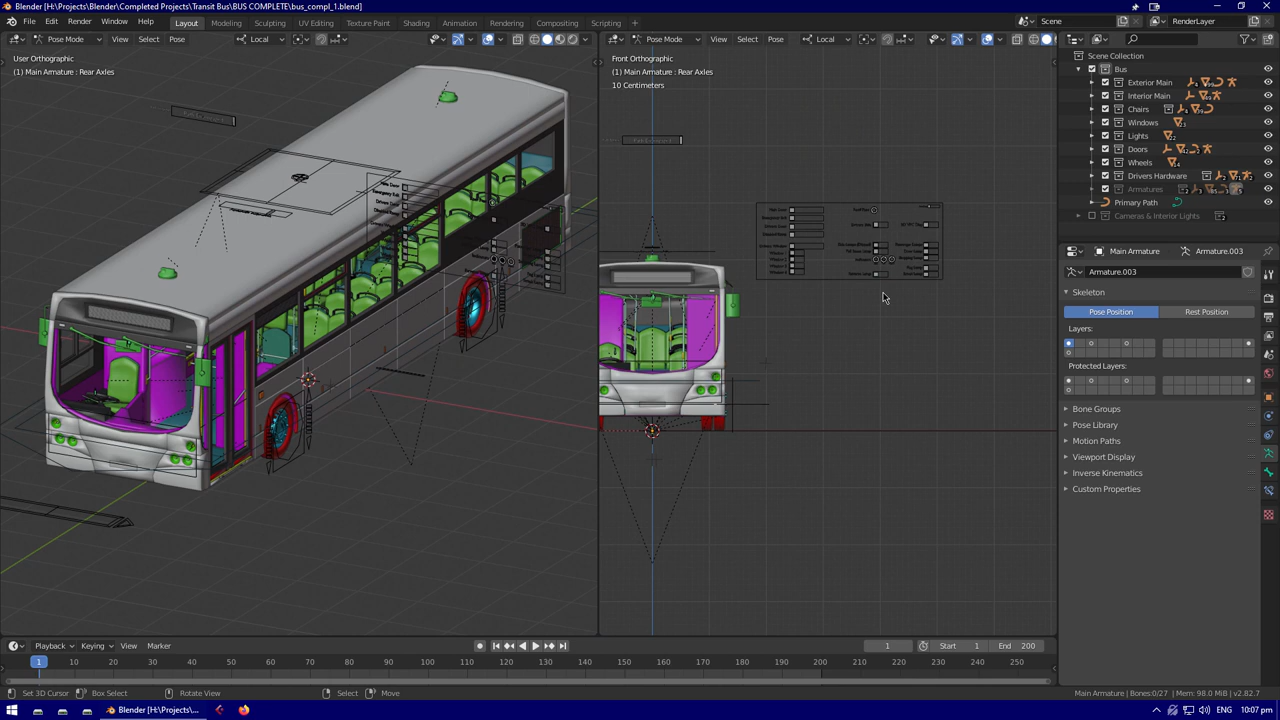 Blender [H:\Projects\Blender\Completed Projects\Transit Bus\BUS COMPLETE\bus_compl_1.blend]
File Edit Render Window Help Layout Modeling Sculpting UV Editing Texture Paint Shading Animation Rendering Compositing Scripting Scene RenderLayer
Pose Mode View Select Pose Local Pose Mode View Select Pose Local
User Orthographic
(1) Main Armature : Rear Axles
Front Orthographic
(1) Main Armature : Rear Axles
10 Centimeters
Scene Collection
Bus
Exterior Main
Interior Main
Chairs
Windows
Lights
Doors
Wheels
Drivers Hardware
Armatures
Primary Path
Cameras & Interior Lights
Main Armature Armature.003
Armature.003
Skeleton
Pose Position Rest Position
Layers:
Protected Layers:
Bone Groups
Pose Library
Motion Paths
Viewport Display
Inverse Kinematics
Custom Properties
Playback Keying View Marker 1 Start 1 End 200
1 10 20 30 40 50 60 70 80 90 100 110 120 130 140 150 160 170 180 190 200 210 220 230 240 250
Set 3D Cursor Box Select Rotate View Select Move Main Armature | Bones:0/27 | Mem: 98.0 MiB | v2.82.7
Blender [H:\Projects\... ENG 10:07 pm